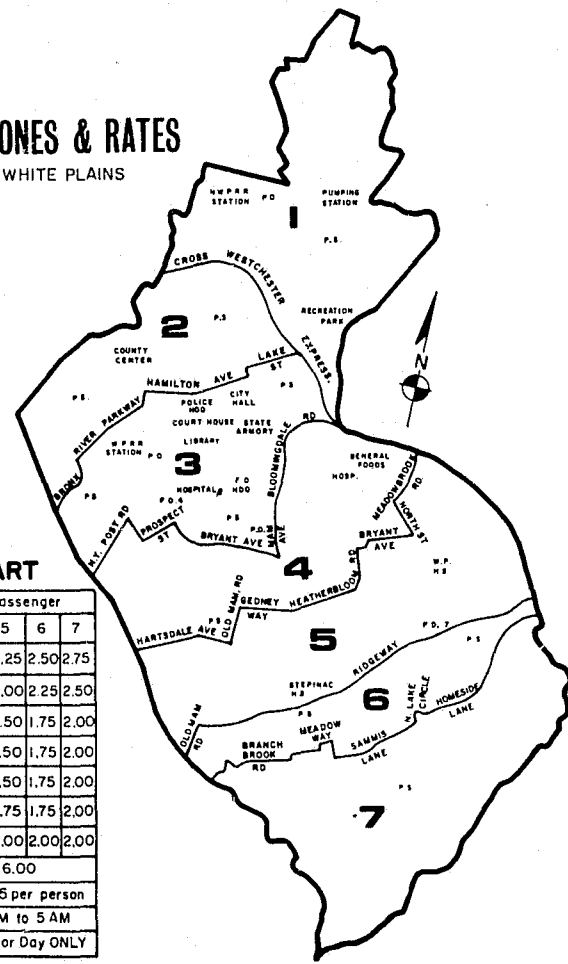 ONES & RATES
WHITE PLAINS
NWPRR STATION
P.D
PUMPING STATION
1
P.S.
CROSS WESTCHESTER EXPRESS.
RECREATION PARK
2
P.S
COUNTY CENTER
LAKE ST
HAMILTON AVE
P.S.
P.S
N
BRONX RIVER PARKWAY
POLICE HDQ
CITY HALL
COURT HOUSE
STATE ARMORY
BLOOMINGDALE RD
WPRR STATION
P.O
LIBRARY
3
GENERAL FOODS
HOSP.
MEADOWBROOK RD.
HOSPITAL
F.D HDQ
P.S
N.Y. POST RD
PROSPECT ST
P.S
BRYANT AVE
MAM AVE
NORTH ST
BRYANT AVE
4
W.P. H S
HEATHERBLOOM RD
GEDNEY WAY
OLD MAM. RD
P S
HARTSDALE AVE
5
F D. 7
P S
RIDGEWAY
STEPINAC H S
6
P S
N. LAKE CIRCLE
HOMESIDE LANE
OLD MAM RD
MEADOW WAY
BRANCH BROOK RD
SAMMIS LANE
P S
7
ART
assenger
5 6 7
.25 2.50 2.75
.00 2.25 2.50
.50 1.75 2.00
.50 1.75 2.00
.50 1.75 2.00
.75 1.75 2.00
.00 2.00 2.00
6.00
5 per person
M to 5 AM
or Day ONLY